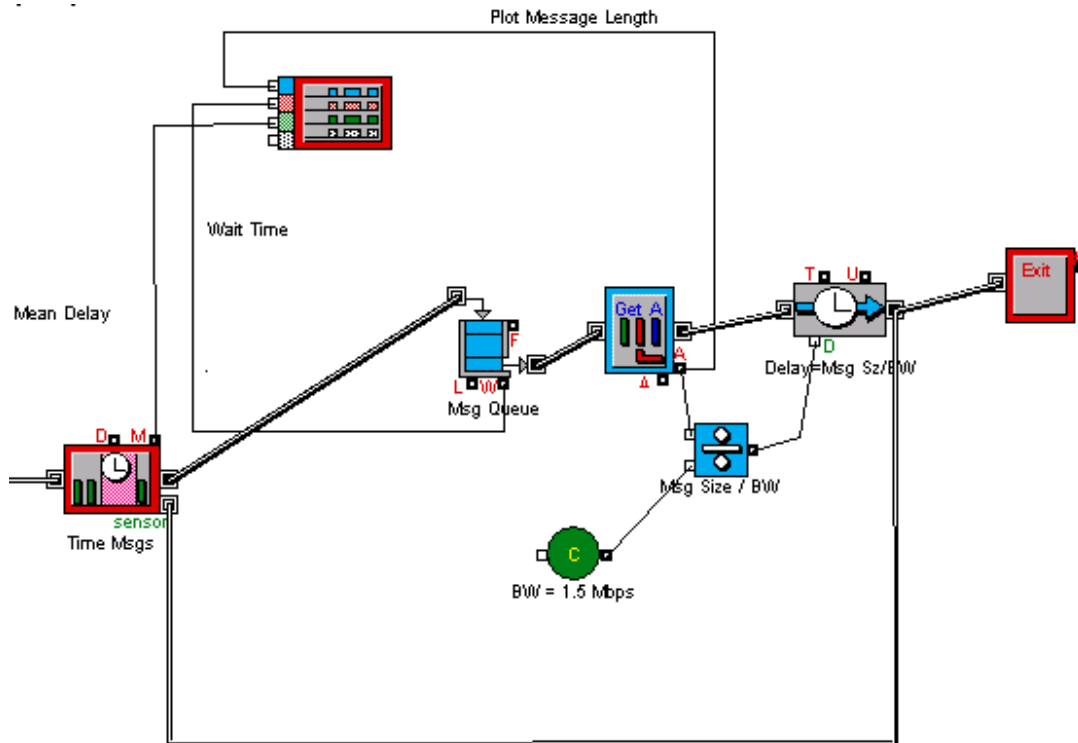 Plot Message Length
Wait Time
Mean Delay
T U
Exit
Get A
F
D
A
Delay=Msg Sz/BW
L W
A
Msg Queue
D M
Msg Size / BW
sensor
Time Msgs
C
BW = 1.5 Mbps